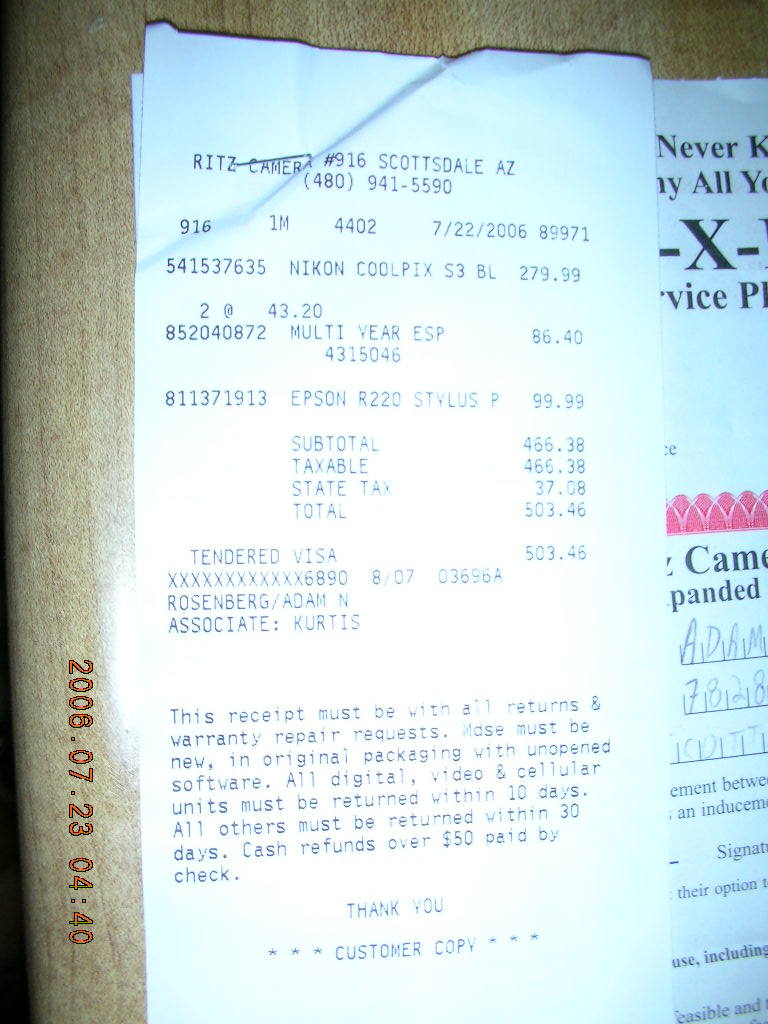 RITZ CAMERA #916 SCOTTSDALE AZ
(480) 941-5590
916 1M 4402 7/22/2006 89971
541537635 NIKON COOLPIX S3 BL 279.99
2 @ 43.20
852040872 MULTI YEAR ESP 86.40
4315046
811371913 EPSON R220 STYLUS P 99.99
SUBTOTAL 466.38
TAXABLE 466.38
STATE TAX 37.08
TOTAL 503.46
TENDERED VISA 503.46
XXXXXXXXXXXX6890 8/07 03696A
ROSENBERG/ADAM N
ASSOCIATE: KURTIS
This receipt must be with all returns &
warranty repair requests. Mdse must be
new, in original packaging with unopened
software. All digital, video & cellular
units must be returned within 10 days.
All others must be returned within 30
days. Cash refunds over $50 paid by
check.
THANK YOU
* * * CUSTOMER COPY * * *
Never K
ny All Yo
-X-
rvice Pl
ce
z Came
panded
ADAM
7828
ement betwe
an induceme
Signatu
their option t
use, including
feasible and
2006.07.23 04:40